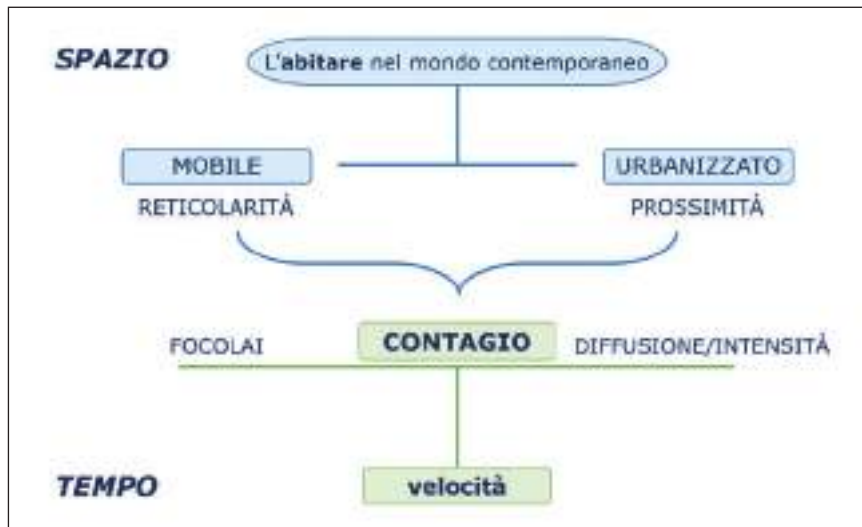 SPAZIO
L'abitare nel mondo contemporaneo
MOBILE
URBANIZZATO
RETICOLARITÀ
PROSSIMITÀ
FOCOLAI
CONTAGIO
DIFFUSIONE/INTENSITÀ
TEMPO
velocità